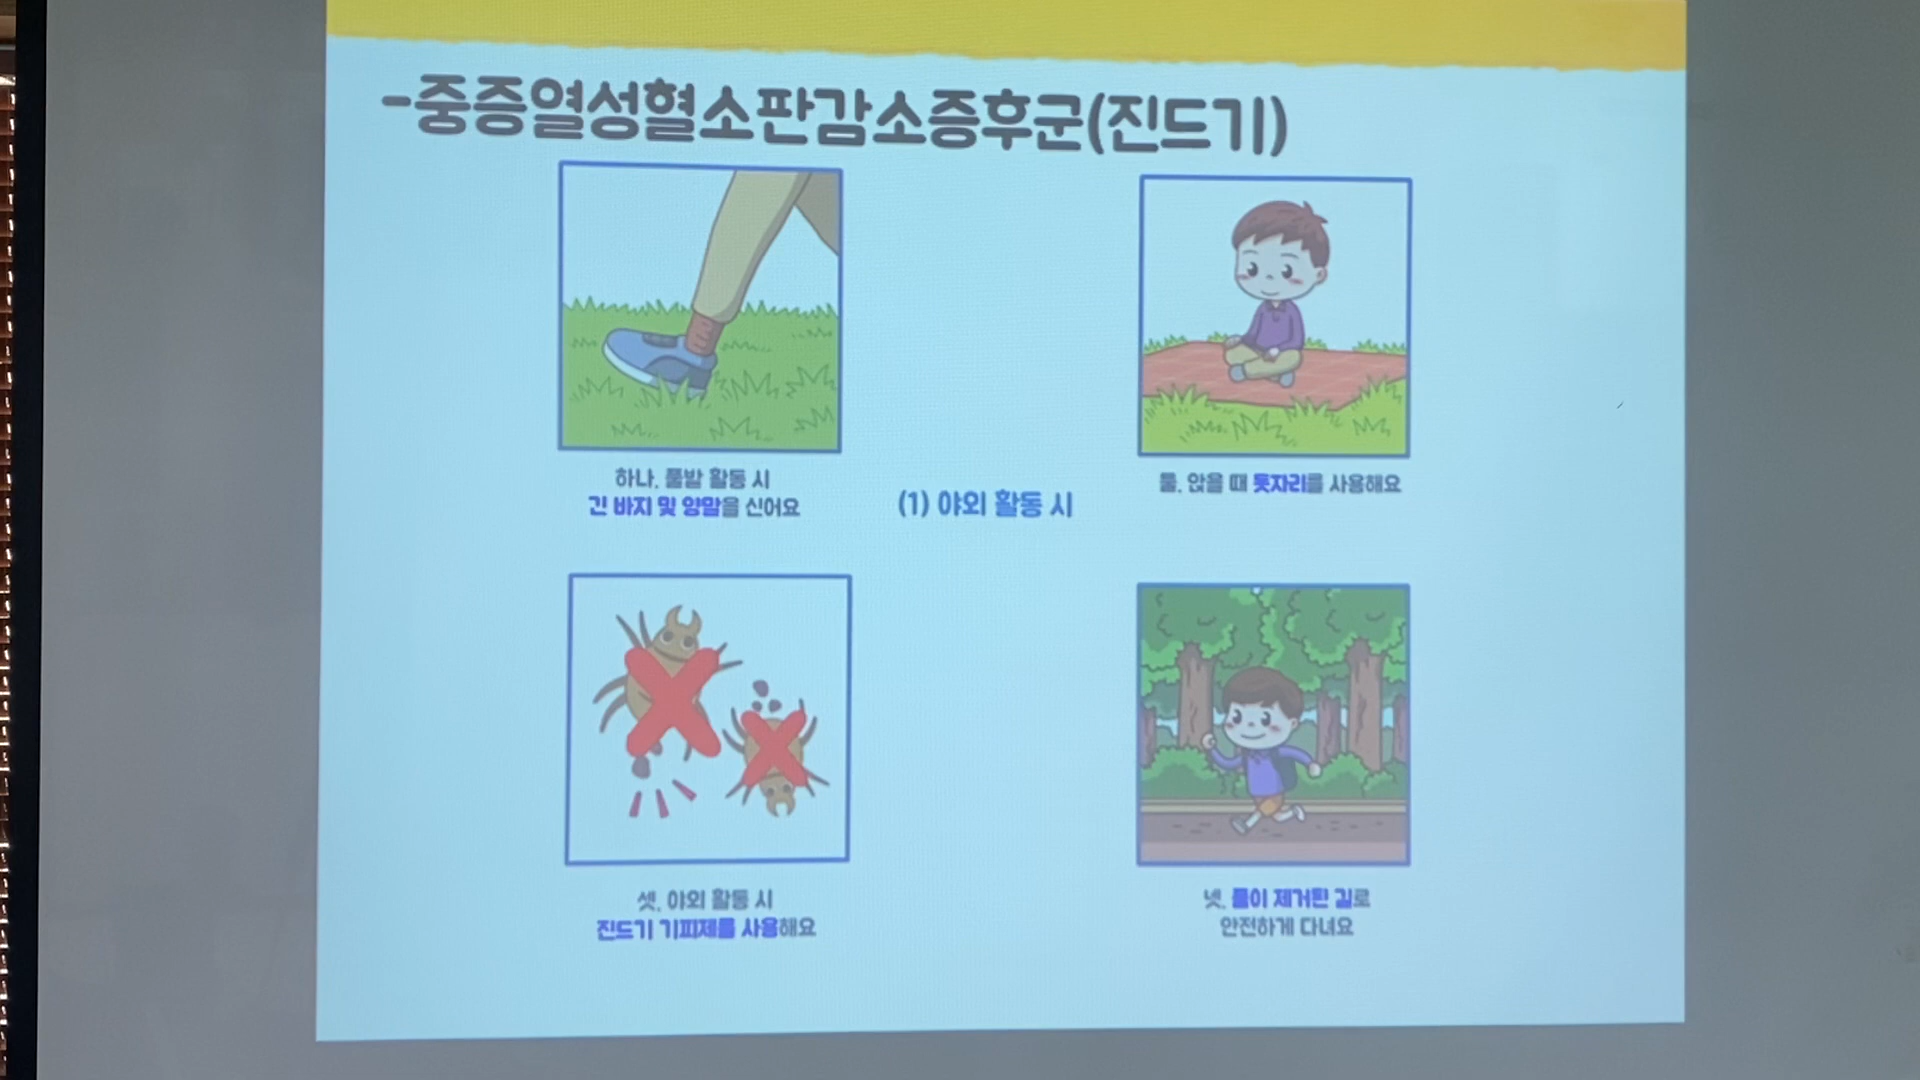 -중증열성혈소판감소증후군(진드기)
하나. 풀밭 활동 시
긴 바지 및 양말을 신어요
(1) 야외 활동 시
둘. 앉을 때 돗자리를 사용해요
셋. 야외 활동 시
진드기 기피제를 사용해요
넷. 풀이 제거된 길로
안전하게 다녀요